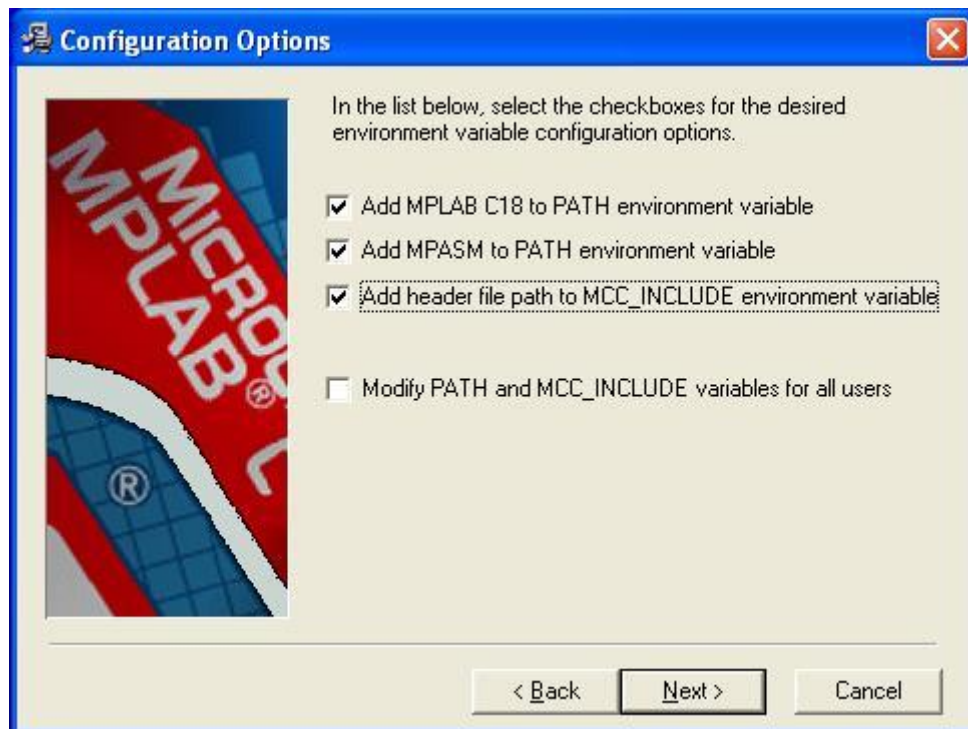 Configuration Options
In the list below, select the checkboxes for the desired
environment variable configuration options.
MICRO
MPLAB®
C
®
Add MPLAB C18 to PATH environment variable
Add MPASM to PATH environment variable
Add header file path to MCC_INCLUDE environment variable
Modify PATH and MCC_INCLUDE variables for all users
< Back
Next >
Cancel